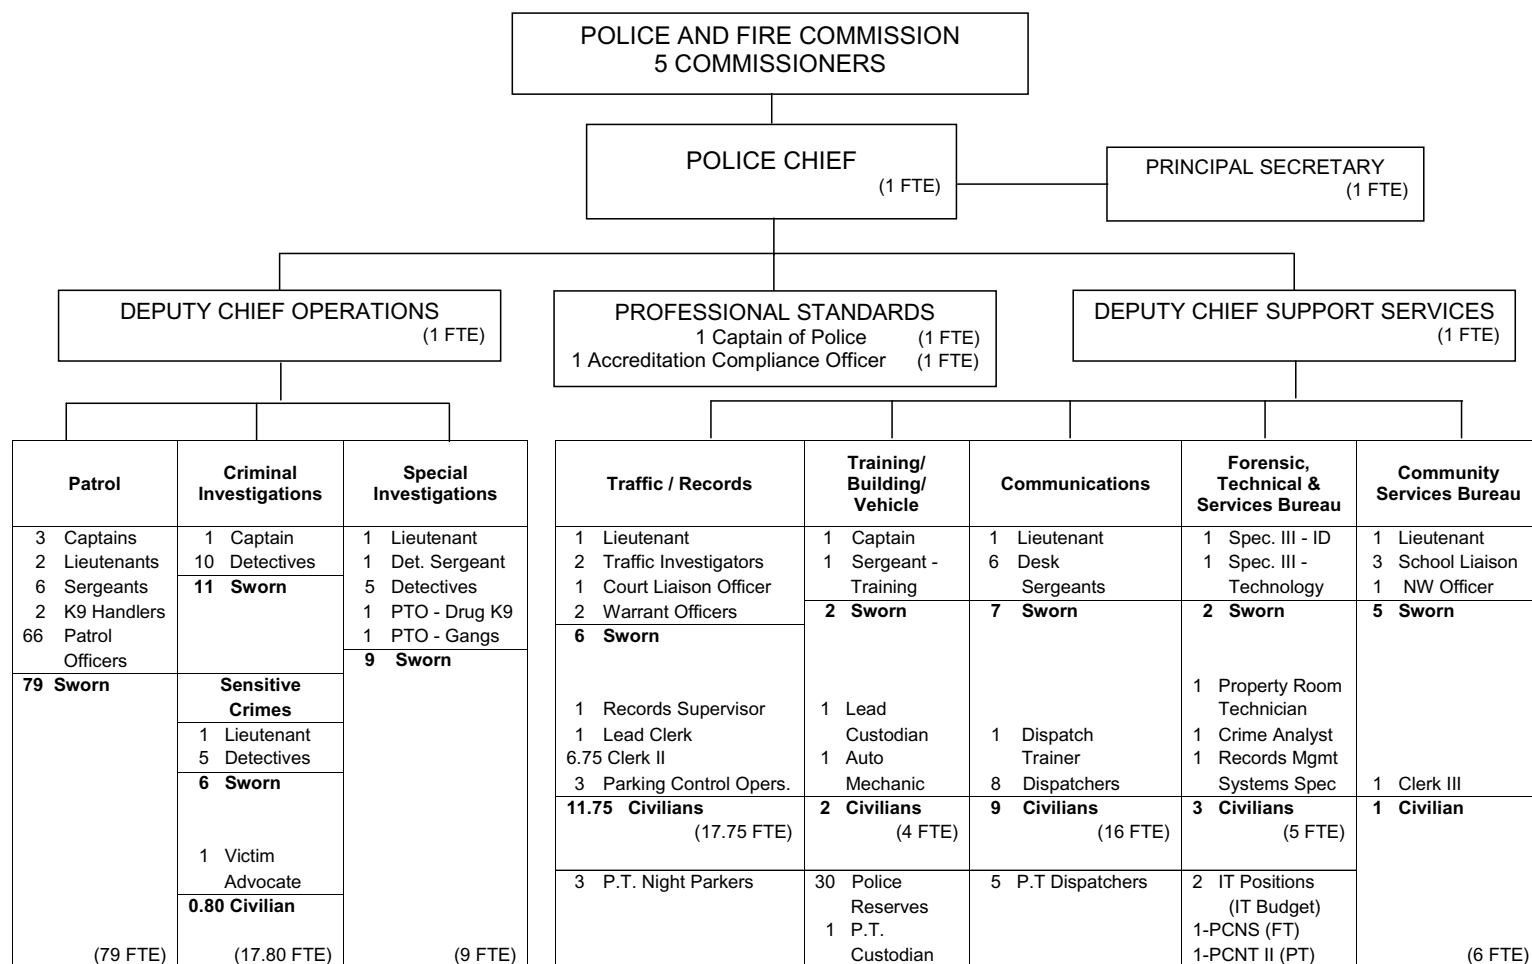 POLICE AND FIRE COMMISSION
5 COMMISSIONERS
POLICE CHIEF
(1 FTE)
PRINCIPAL SECRETARY
(1 FTE)
DEPUTY CHIEF OPERATIONS
(1 FTE)
PROFESSIONAL STANDARDS
1 Captain of Police (1 FTE)
1 Accreditation Compliance Officer (1 FTE)
DEPUTY CHIEF SUPPORT SERVICES
(1 FTE)
Patrol
3 Captains
2 Lieutenants
6 Sergeants
2 K9 Handlers
66 Patrol
Officers
79 Sworn
(79 FTE)
Criminal
Investigations
1 Captain
10 Detectives
11 Sworn
Sensitive
Crimes
1 Lieutenant
5 Detectives
6 Sworn
1 Victim
Advocate
0.80 Civilian
(17.80 FTE)
Special
Investigations
1 Lieutenant
1 Det. Sergeant
5 Detectives
1 PTO - Drug K9
1 PTO - Gangs
9 Sworn
(9 FTE)
Traffic / Records
1 Lieutenant
2 Traffic Investigators
1 Court Liaison Officer
2 Warrant Officers
6 Sworn
1 Records Supervisor
1 Lead Clerk
6.75 Clerk II
3 Parking Control Opers.
11.75 Civilians
(17.75 FTE)
3 P.T. Night Parkers
Training/
Building/
Vehicle
1 Captain
1 Sergeant -
Training
2 Sworn
1 Lead
Custodian
1 Auto
Mechanic
2 Civilians
(4 FTE)
30 Police
Reserves
1 P.T.
Custodian
Communications
1 Lieutenant
6 Desk
Sergeants
7 Sworn
1 Dispatch
Trainer
8 Dispatchers
9 Civilians
(16 FTE)
5 P.T Dispatchers
Forensic,
Technical &
Services Bureau
1 Spec. III - ID
1 Spec. III -
Technology
2 Sworn
1 Property Room
Technician
1 Crime Analyst
1 Records Mgmt
Systems Spec
3 Civilians
(5 FTE)
2 IT Positions
(IT Budget)
1-PCNS (FT)
1-PCNT II (PT)
Community
Services Bureau
1 Lieutenant
3 School Liaison
1 NW Officer
5 Sworn
1 Clerk III
1 Civilian
(6 FTE)